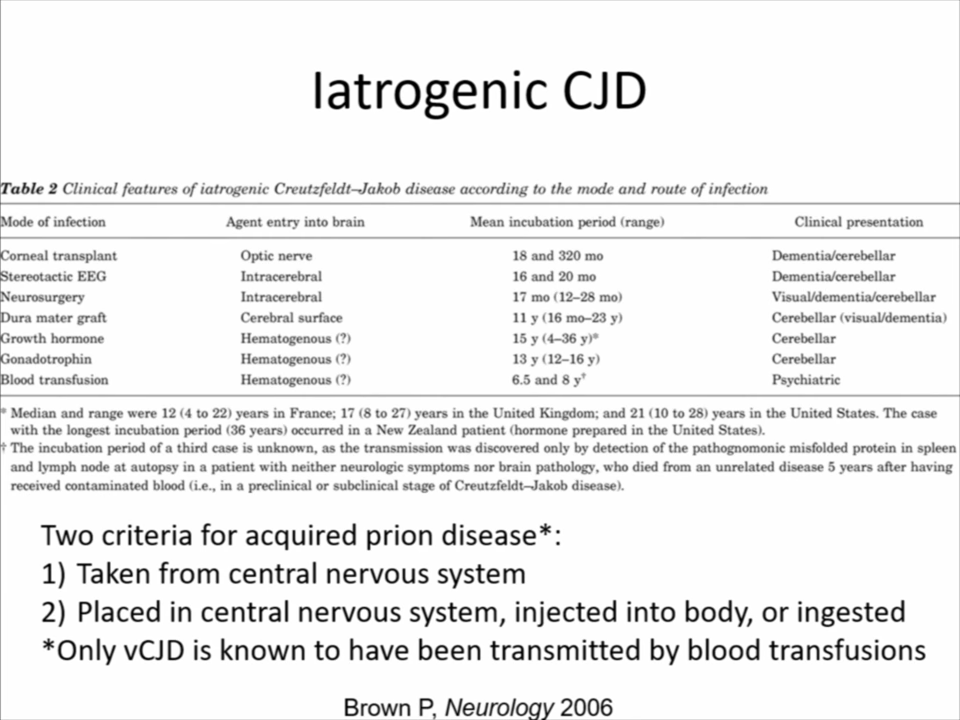 Iatrogenic CJD
Table 2 Clinical features of iatrogenic Creutzfeldt–Jakob disease according to the mode and route of infection
Mode of infection Agent entry into brain Mean incubation period (range) Clinical presentation
Corneal transplant Optic nerve 18 and 320 mo Dementia/cerebellar
Stereotactic EEG Intracerebral 16 and 20 mo Dementia/cerebellar
Neurosurgery Intracerebral 17 mo (12–28 mo) Visual/dementia/cerebellar
Dura mater graft Cerebral surface 11 y (16 mo–23 y) Cerebellar (visual/dementia)
Growth hormone Hematogenous (?) 15 y (4–36 y)* Cerebellar
Gonadotrophin Hematogenous (?) 13 y (12–16 y) Cerebellar
Blood transfusion Hematogenous (?) 6.5 and 8 y† Psychiatric
* Median and range were 12 (4 to 22) years in France; 17 (8 to 27) years in the United Kingdom; and 21 (10 to 28) years in the United States. The case
with the longest incubation period (36 years) occurred in a New Zealand patient (hormone prepared in the United States).
† The incubation period of a third case is unknown, as the transmission was discovered only by detection of the pathognomonic misfolded protein in spleen
and lymph node at autopsy in a patient with neither neurologic symptoms nor brain pathology, who died from an unrelated disease 5 years after having
received contaminated blood (i.e., in a preclinical or subclinical stage of Creutzfeldt–Jakob disease).
Two criteria for acquired prion disease*:
1) Taken from central nervous system
2) Placed in central nervous system, injected into body, or ingested
*Only vCJD is known to have been transmitted by blood transfusions
Brown P, Neurology 2006